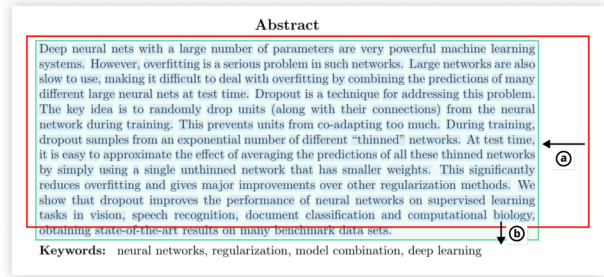 Abstract
Deep neural nets with a large number of parameters are very powerful machine learning
systems. However, overfitting is a serious problem in such networks. Large networks are also
slow to use, making it difficult to deal with overfitting by combining the predictions of many
different large neural nets at test time. Dropout is a technique for addressing this problem.
The key idea is to randomly drop units (along with their connections) from the neural
network during training. This prevents units from co-adapting too much. During training,
dropout samples from an exponential number of different “thinned” networks. At test time,
it is easy to approximate the effect of averaging the predictions of all these thinned networks
by simply using a single unthinned network that has smaller weights. This significantly
reduces overfitting and gives major improvements over other regularization methods. We
show that dropout improves the performance of neural networks on supervised learning
tasks in vision, speech recognition, document classification and computational biology,
obtaining state-of-the-art results on many benchmark data sets.
Keywords: neural networks, regularization, model combination, deep learning
a
b